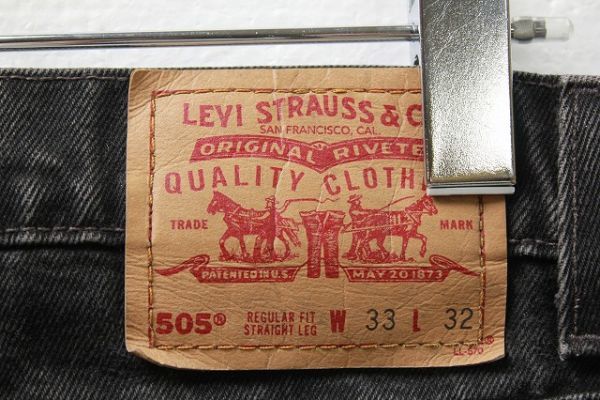 LEVI STRAUSS & C
SAN FRANCISCO, CAL.
ORIGINAL RIVETE
QUALITY CLOTH
TRADE MARK
PATENTED IN U.S. MAY 20 1873
505® REGULAR FIT W 33 L 32
STRAIGHT LEG